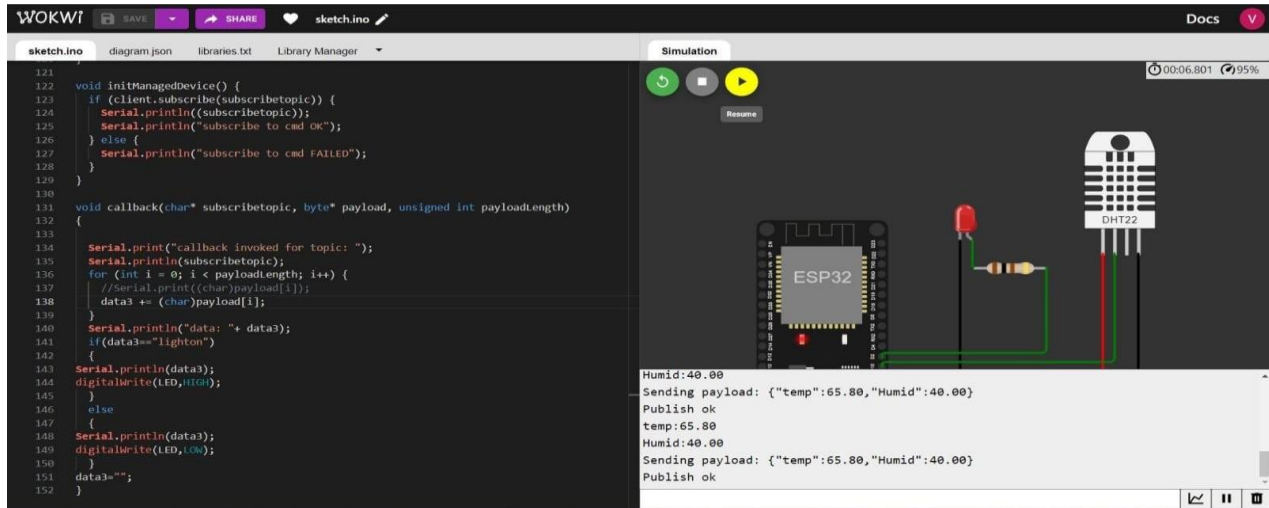 WOKWI SAVE SHARE sketch.ino Docs V
sketch.ino diagram.json libraries.txt Library Manager Simulation
121
122 void initManagedDevice() {
123 if (client.subscribe(subscribetopic)) {
124 Serial.println((subscribetopic));
125 Serial.println("subscribe to cmd OK");
126 } else {
127 Serial.println("subscribe to cmd FAILED");
128 }
129 }
130
131 void callback(char* subscribetopic, byte* payload, unsigned int payloadLength)
132 {
133
134 Serial.print("callback invoked for topic: ");
135 Serial.println(subscribetopic);
136 for (int i = 0; i < payloadLength; i++) {
137 //Serial.print((char)payload[i]);
138 data3 += (char)payload[i];
139 }
140 Serial.println("data: "+ data3);
141 if(data3=="lighton")
142 {
143 Serial.println(data3);
144 digitalWrite(LED,HIGH);
145 }
146 else
147 {
148 Serial.println(data3);
149 digitalWrite(LED,LOW);
150 }
151 data3="";
152 }
00:06.801 95%
Resume
DHT22
ESP32
Humid:40.00
Sending payload: {"temp":65.80,"Humid":40.00}
Publish ok
temp:65.80
Humid:40.00
Sending payload: {"temp":65.80,"Humid":40.00}
Publish ok